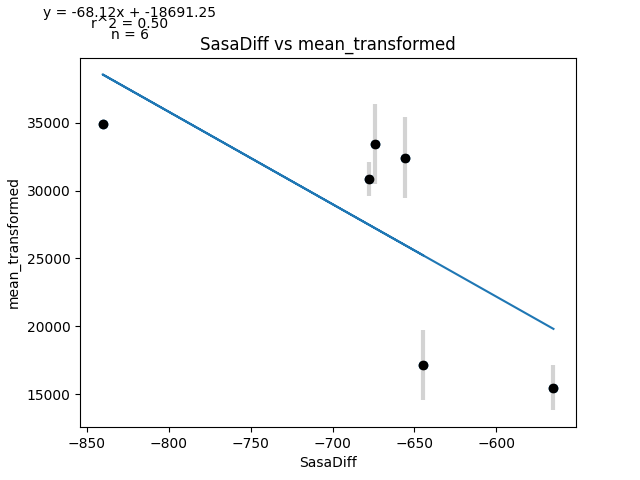 y = -68.12x + -18691.25
r^2 = 0.50
n = 6
SasaDiff vs mean_transformed
mean_transformed
35000
30000
25000
20000
15000
−850 −800 −750 −700 −650 −600
SasaDiff